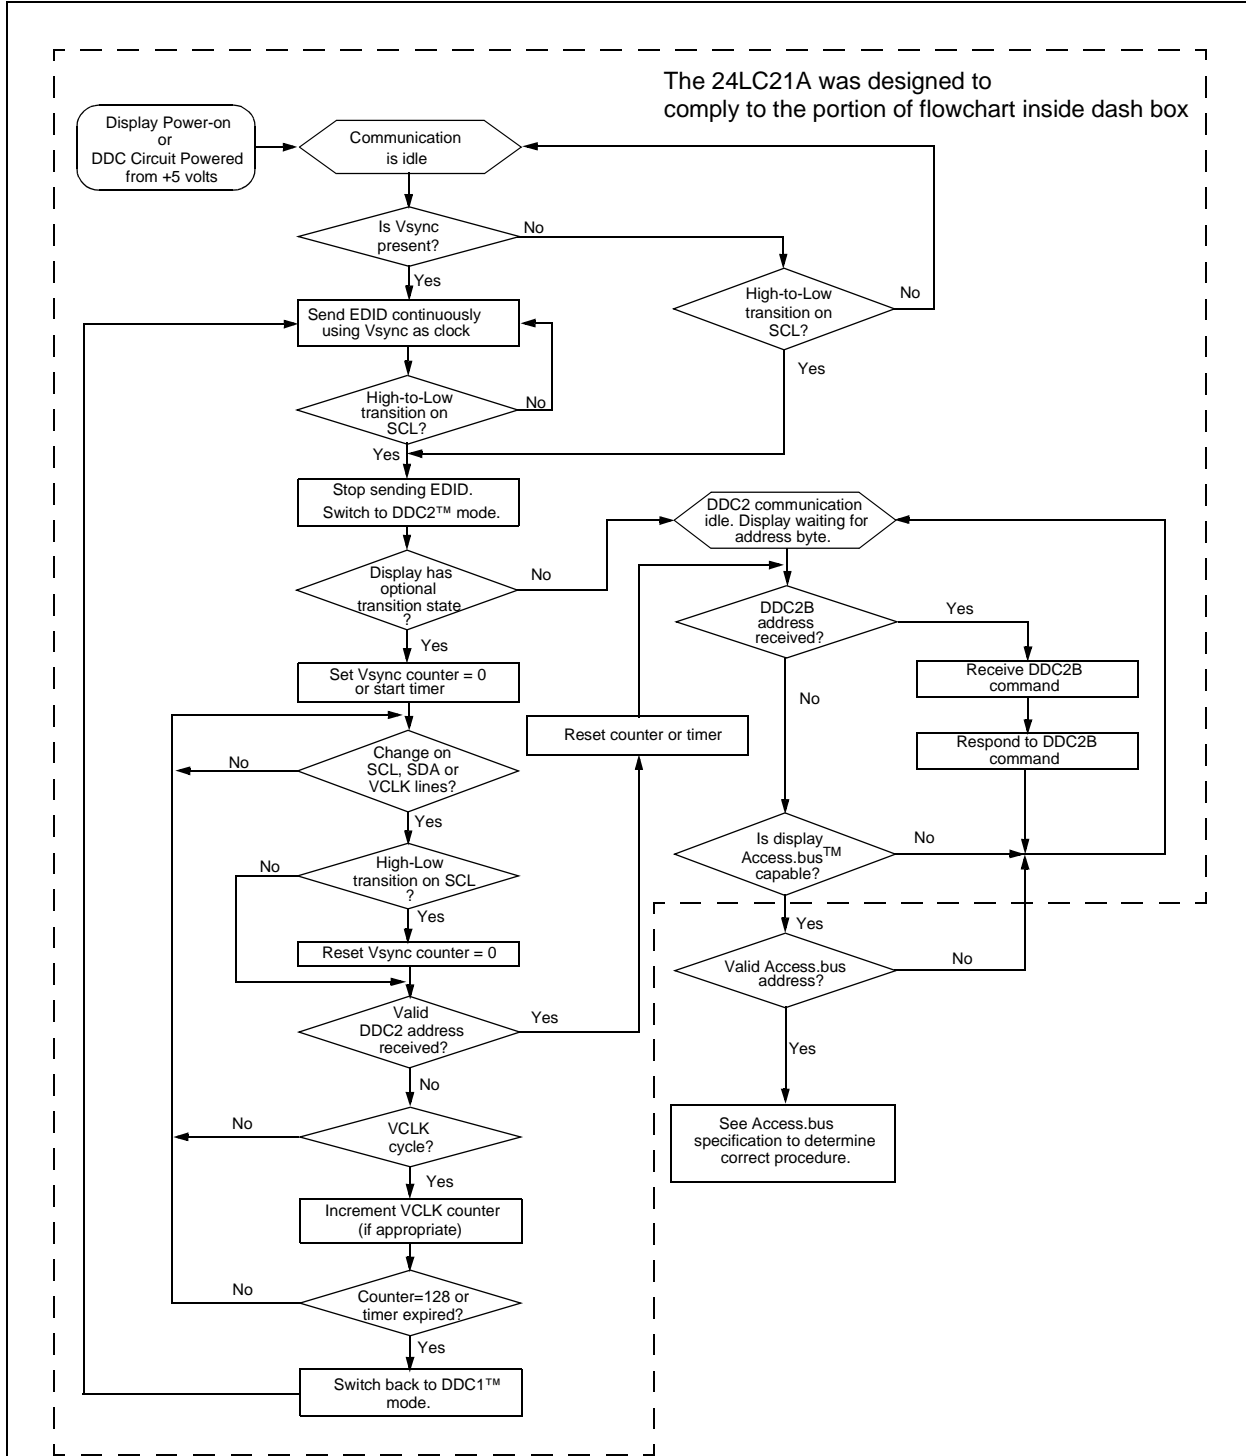 The 24LC21A was designed to
comply to the portion of flowchart inside dash box
Display Power-on
or
DDC Circuit Powered
from +5 volts
Communication
is idle
Is Vsync
present?
No
Yes
High-to-Low
transition on
SCL?
No
Yes
Send EDID continuously
using Vsync as clock
High-to-Low
transition on
SCL?
No
Yes
Stop sending EDID.
Switch to DDC2™ mode.
Display has
optional
transition state
?
No
Yes
Set Vsync counter = 0
or start timer
Change on
SCL, SDA or
VCLK lines?
No
Yes
High-Low
transition on SCL
?
No
Yes
Reset Vsync counter = 0
Valid
DDC2 address
received?
Yes
No
VCLK
cycle?
No
Yes
Increment VCLK counter
(if appropriate)
Counter=128 or
timer expired?
No
Yes
Switch back to DDC1™
mode.
Reset counter or timer
DDC2 communication
idle. Display waiting for
address byte.
DDC2B
address
received?
Yes
No
Receive DDC2B
command
Respond to DDC2B
command
Is display
Access.bus™
capable?
No
Yes
Valid Access.bus
address?
No
Yes
See Access.bus
specification to determine
correct procedure.